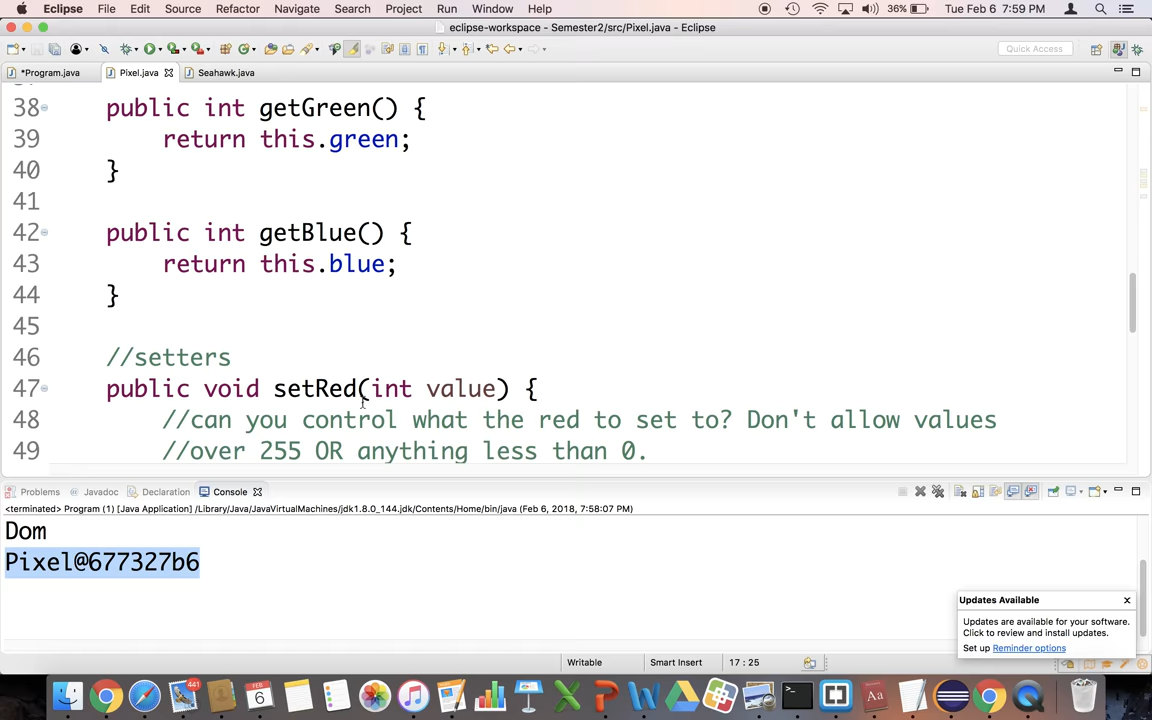 Eclipse File Edit Source Refactor Navigate Search Project Run Window Help 36% Tue Feb 6 7:59 PM
eclipse-workspace - Semester2/src/Pixel.java - Eclipse
Quick Access
*Program.java Pixel.java Seahawk.java
38 public int getGreen() {
39 return this.green;
40 }
41
42 public int getBlue() {
43 return this.blue;
44 }
45
46 //setters
47 public void setRed(int value) {
48 //can you control what the red to set to? Don't allow values
49 //over 255 OR anything less than 0.
Problems Javadoc Declaration Console
<terminated> Program (1) [Java Application] /Library/Java/JavaVirtualMachines/jdk1.8.0_144.jdk/Contents/Home/bin/java (Feb 6, 2018, 7:58:07 PM)
Dom
Pixel@677327b6
Updates Available
Updates are available for your software.
Click to review and install updates.
Set up Reminder options
Writable Smart Insert 17 : 25
441
FEB
6
Aa